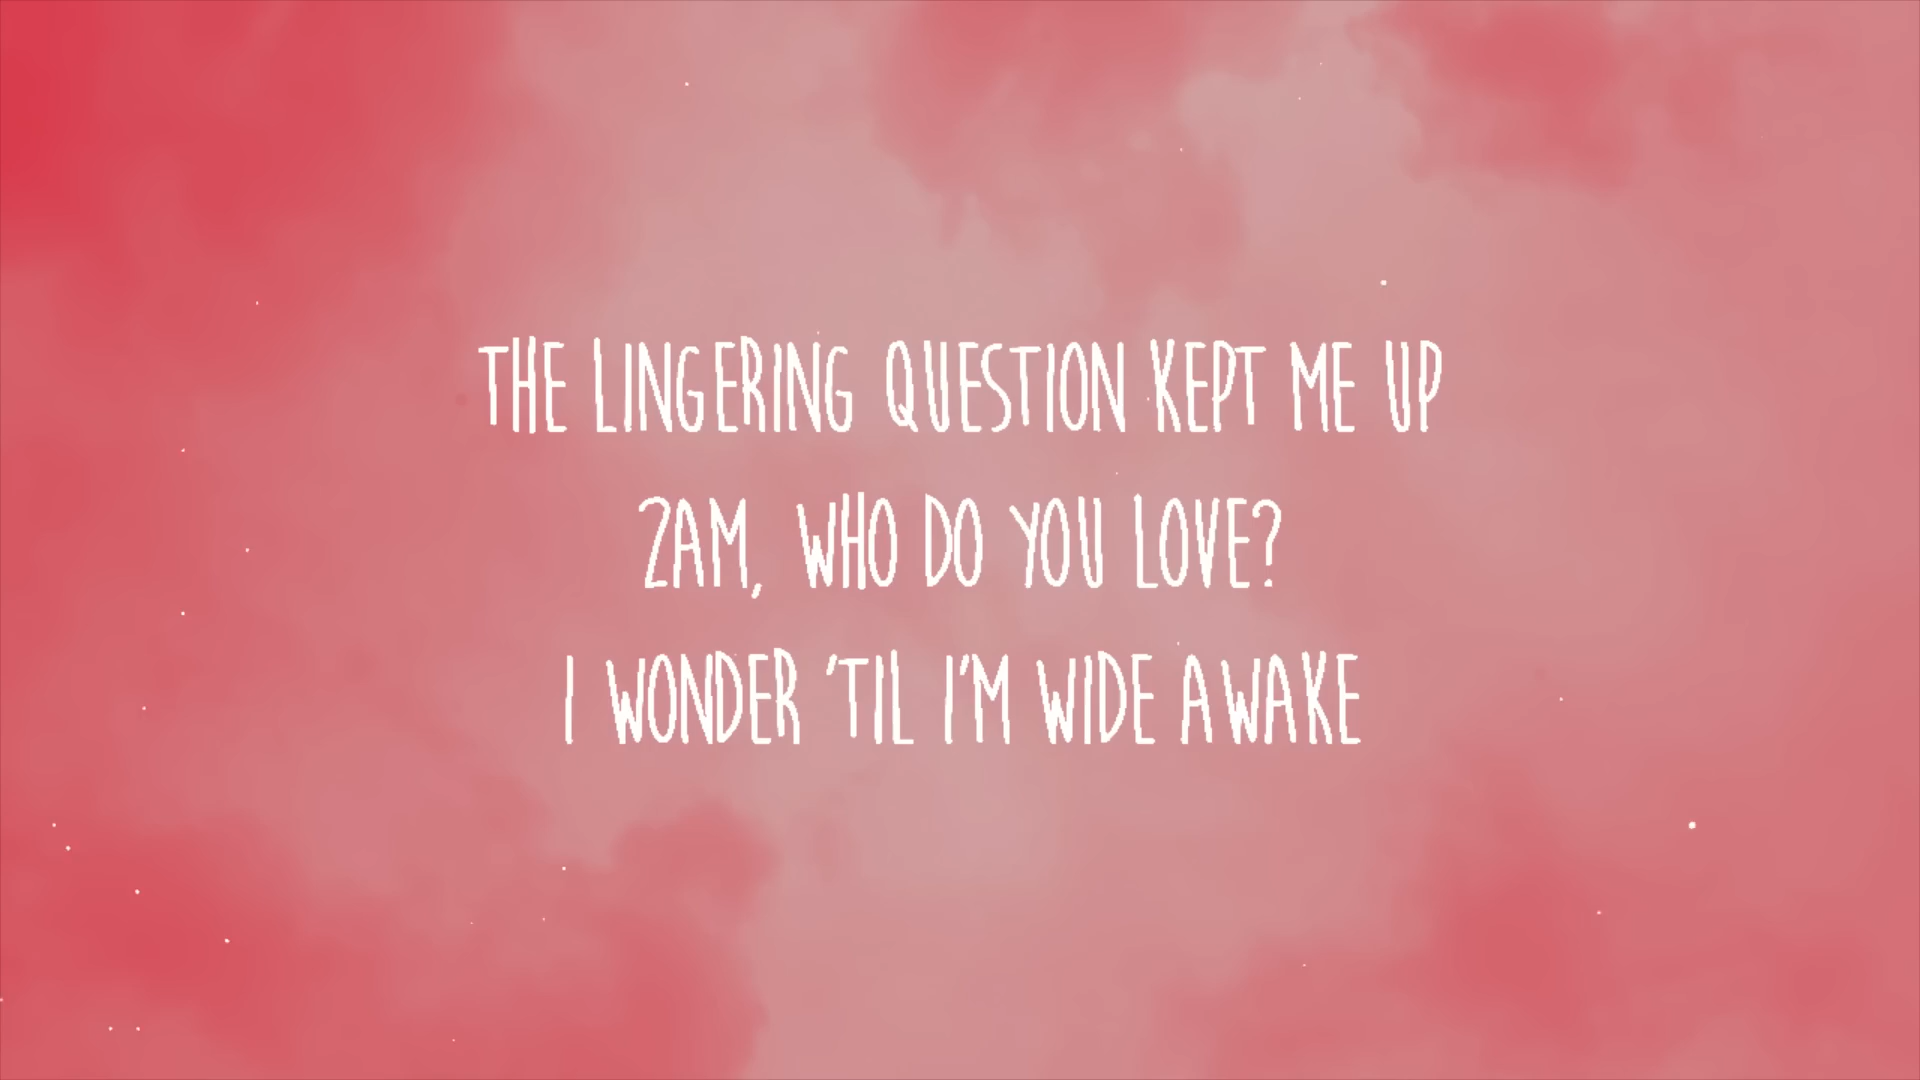 THE LINGERING QUESTION KEPT ME UP
2AM, WHO DO YOU LOVE?
I WONDER 'TIL I'M WIDE AWAKE